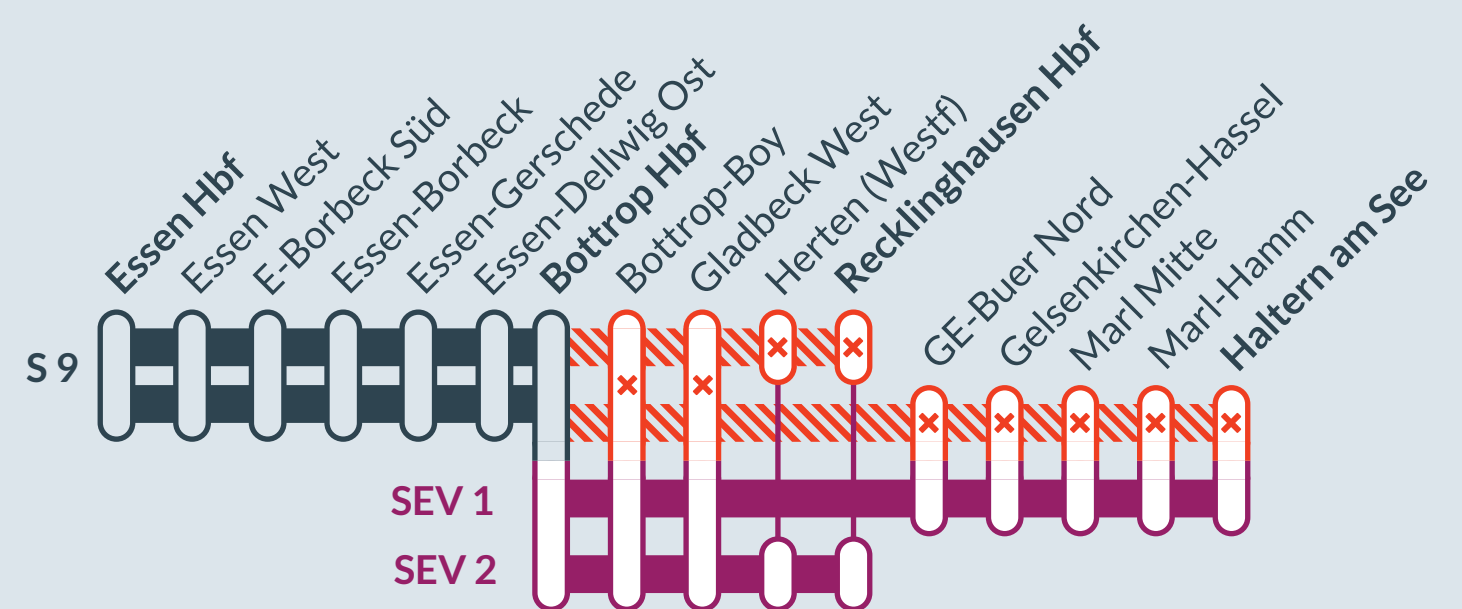 Essen Hbf
Essen West
E-Borbeck Süd
Essen-Borbeck
Essen-Gerschede
Essen-Dellwig Ost
Bottrop Hbf
Bottrop-Boy
Gladbeck West
Herten (Westf)
Recklinghausen Hbf
GE-Buer Nord
Gelsenkirchen-Hassel
Marl Mitte
Marl-Hamm
Haltern am See
S 9
SEV 1
SEV 2